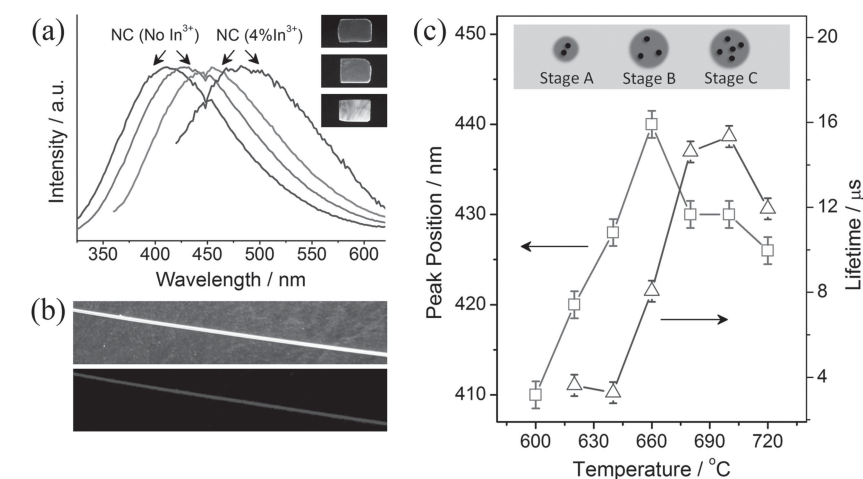 (a)
NC (No In³⁺) NC (4%In³⁺)
Intensity / a.u.
350 400 450 500 550 600
Wavelength / nm
(b)
(c)
450
440
430
420
410
Peak Position / nm
Stage A Stage B Stage C
20
16
12
8
4
Lifetime / μs
600 630 660 690 720
Temperature / °C